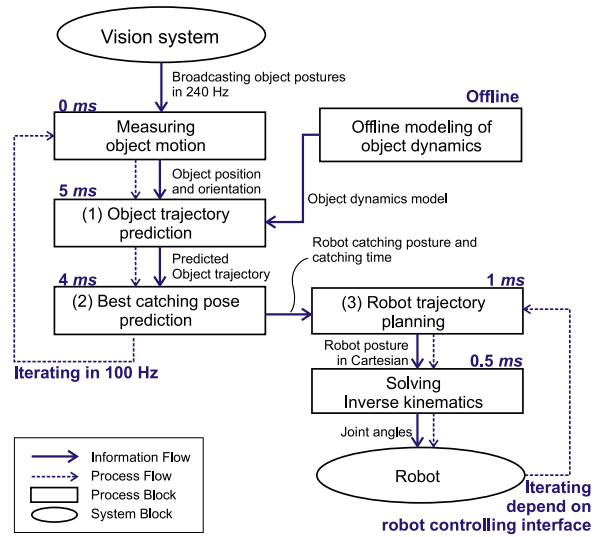 Vision system
Broadcasting object postures
in 240 Hz
0 ms
Measuring
object motion
Offline
Offline modeling of
object dynamics
Object position
and orientation
Object dynamics model
5 ms
(1) Object trajectory
prediction
Predicted
Object trajectory
Robot catching posture and
catching time
4 ms
(2) Best catching pose
prediction
1 ms
(3) Robot trajectory
planning
Iterating in 100 Hz
Robot posture
in Cartesian
0.5 ms
Solving
Inverse kinematics
Joint angles
Robot
Iterating
depend on
robot controlling interface
Information Flow
Process Flow
Process Block
System Block